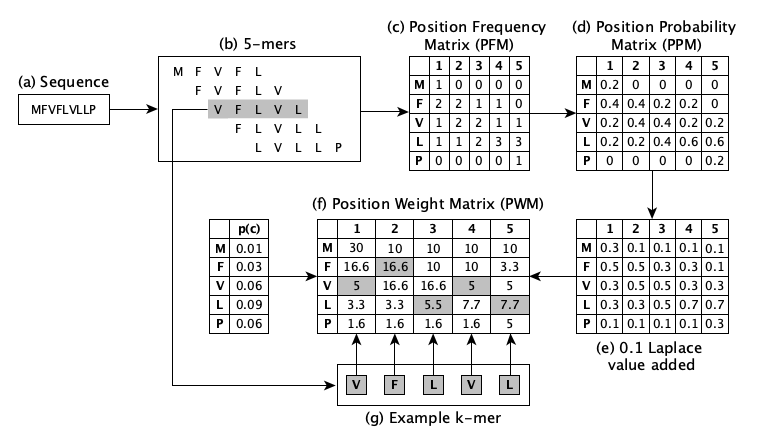 (a) Sequence
MFVFLVLLP
(b) 5-mers
M F V F L
F V F L V
V F L V L
F L V L L
L V L L P
(c) Position Frequency
Matrix (PFM)
1 2 3 4 5
M 1 0 0 0 0
F 2 2 1 1 0
V 1 2 2 1 1
L 1 1 2 3 3
P 0 0 0 0 1
(d) Position Probability
Matrix (PPM)
1 2 3 4 5
M 0.2 0 0 0 0
F 0.4 0.4 0.2 0.2 0
V 0.2 0.4 0.4 0.2 0.2
L 0.2 0.2 0.4 0.6 0.6
P 0 0 0 0 0.2
p(c)
M 0.01
F 0.03
V 0.06
L 0.09
P 0.06
(f) Position Weight Matrix (PWM)
1 2 3 4 5
M 30 10 10 10 10
F 16.6 16.6 10 10 3.3
V 5 16.6 16.6 5 5
L 3.3 3.3 5.5 7.7 7.7
P 1.6 1.6 1.6 1.6 5
1 2 3 4 5
M 0.3 0.1 0.1 0.1 0.1
F 0.5 0.5 0.3 0.3 0.1
V 0.3 0.5 0.5 0.3 0.3
L 0.3 0.3 0.5 0.7 0.7
P 0.1 0.1 0.1 0.1 0.3
(e) 0.1 Laplace
value added
V F L V L
(g) Example k-mer